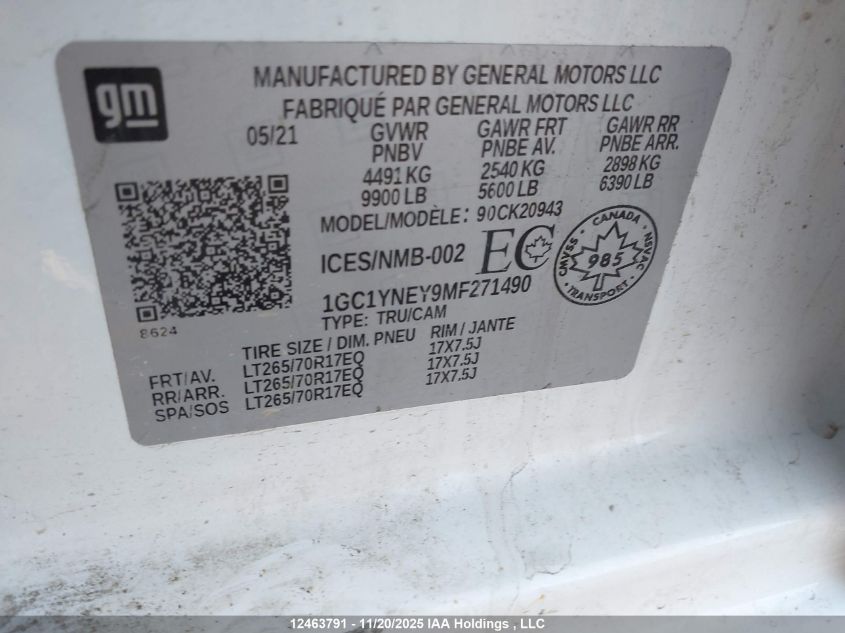 gm
MANUFACTURED BY GENERAL MOTORS LLC
FABRIQUÉ PAR GENERAL MOTORS LLC
05/21 GVWR GAWR FRT GAWR RR
PNBV PNBE AV. PNBE ARR.
4491 KG 2540 KG 2898 KG
9900 LB 5600 LB 6390 LB
MODEL/MODÈLE: 90CK20943
ICES/NMB-002 EC
CANADA
CMVSS 985 NSVAC
TRANSPORT
1GC1YNEY9MF271490
TYPE: TRU/CAM
8624
TIRE SIZE / DIM. PNEU RIM / JANTE
FRT/AV. LT265/70R17EQ 17X7.5J
RR/ARR. LT265/70R17EQ 17X7.5J
SPA/SOS LT265/70R17EQ 17X7.5J
12463791 - 11/20/2025 IAA Holdings , LLC